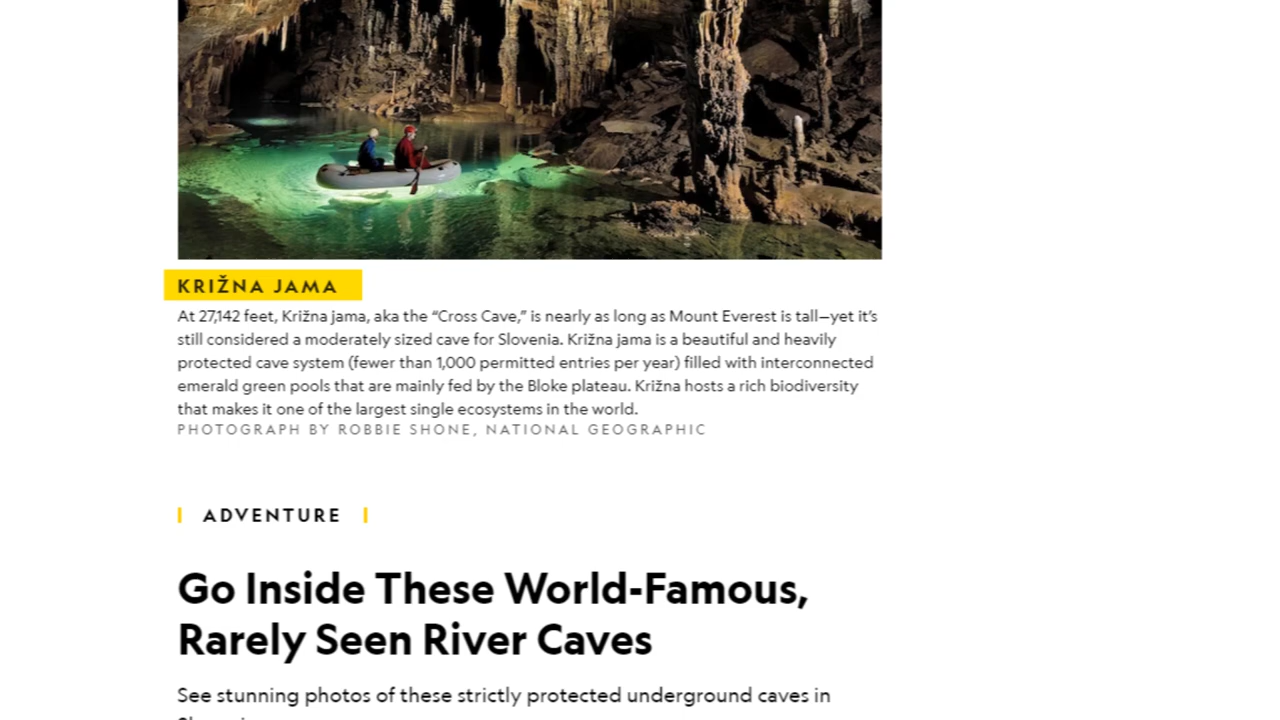 KRIŽNA JAMA
At 27,142 feet, Križna jama, aka the “Cross Cave,” is nearly as long as Mount Everest is tall—yet it’s
still considered a moderately sized cave for Slovenia. Križna jama is a beautiful and heavily
protected cave system (fewer than 1,000 permitted entries per year) filled with interconnected
emerald green pools that are mainly fed by the Bloke plateau. Križna hosts a rich biodiversity
that makes it one of the largest single ecosystems in the world.
PHOTOGRAPH BY ROBBIE SHONE, NATIONAL GEOGRAPHIC
ADVENTURE
Go Inside These World-Famous,
Rarely Seen River Caves
See stunning photos of these strictly protected underground caves in